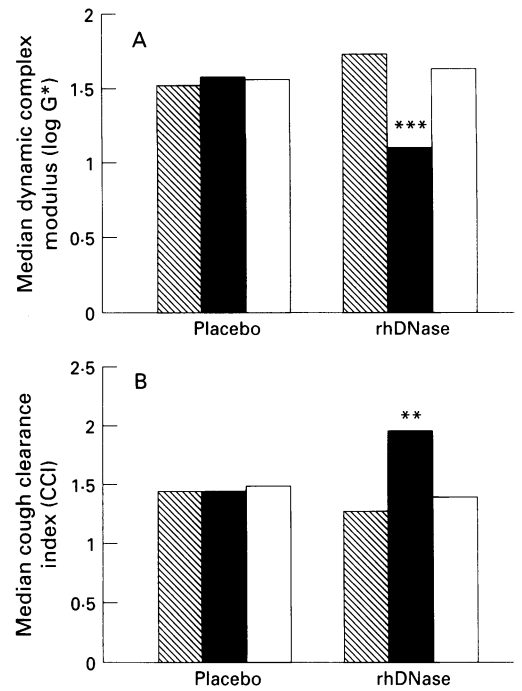 A
Median dynamic complex
modulus (log G*)
2
1·5
1
0·5
0
***
Placebo
rhDNase
B
Median cough clearance
index (CCI)
2·5
2
1·5
1
0·5
0
**
Placebo
rhDNase